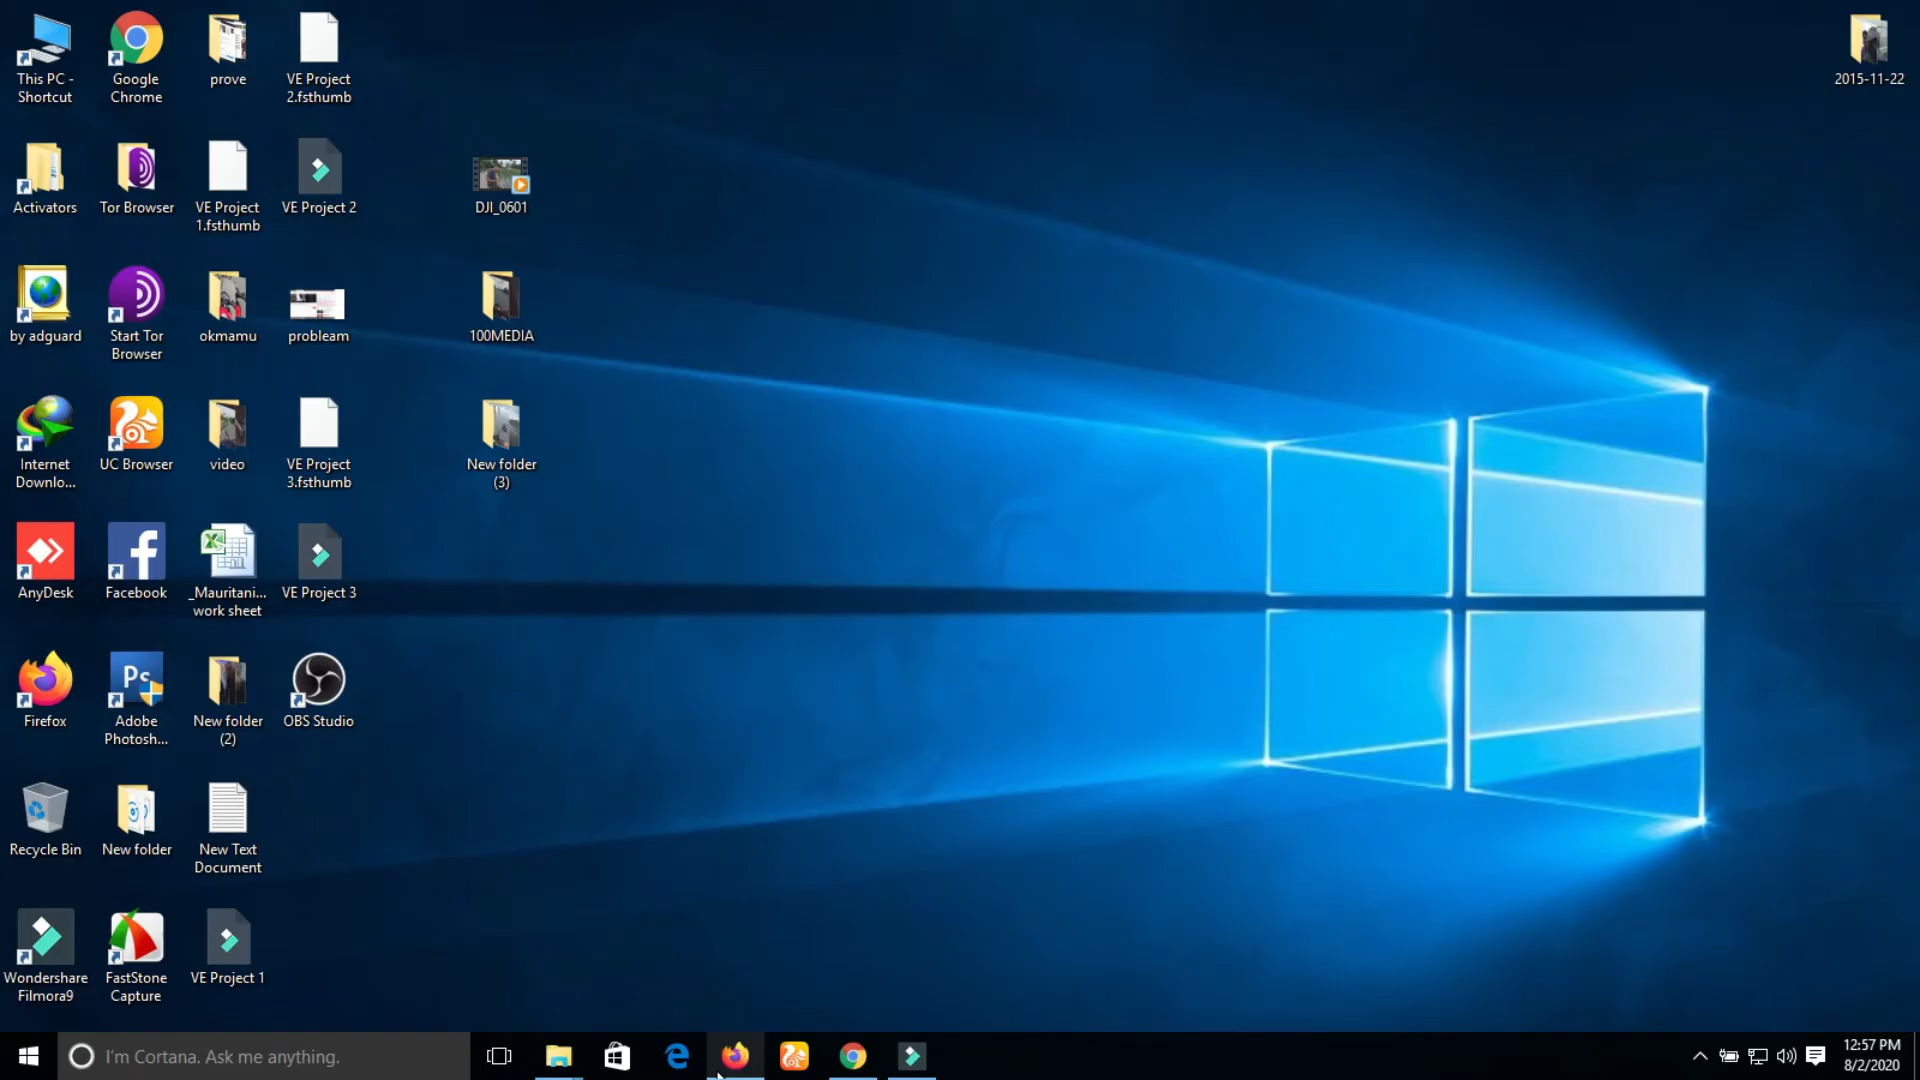 This PC -
Shortcut
Google
Chrome
prove
VE Project
2.fsthumb
2015-11-22
Activators
Tor Browser
VE Project
1.fsthumb
VE Project 2
DJI_0601
by adguard
Start Tor
Browser
okmamu
probleam
100MEDIA
Internet
Downlo...
UC Browser
video
VE Project
3.fsthumb
New folder
(3)
AnyDesk
Facebook
_Mauritani...
work sheet
VE Project 3
Firefox
Ps
Adobe
Photosh...
New folder
(2)
OBS Studio
Recycle Bin
New folder
New Text
Document
Wondershare
Filmora9
FastStone
Capture
VE Project 1
I'm Cortana. Ask me anything.
12:57 PM
8/2/2020